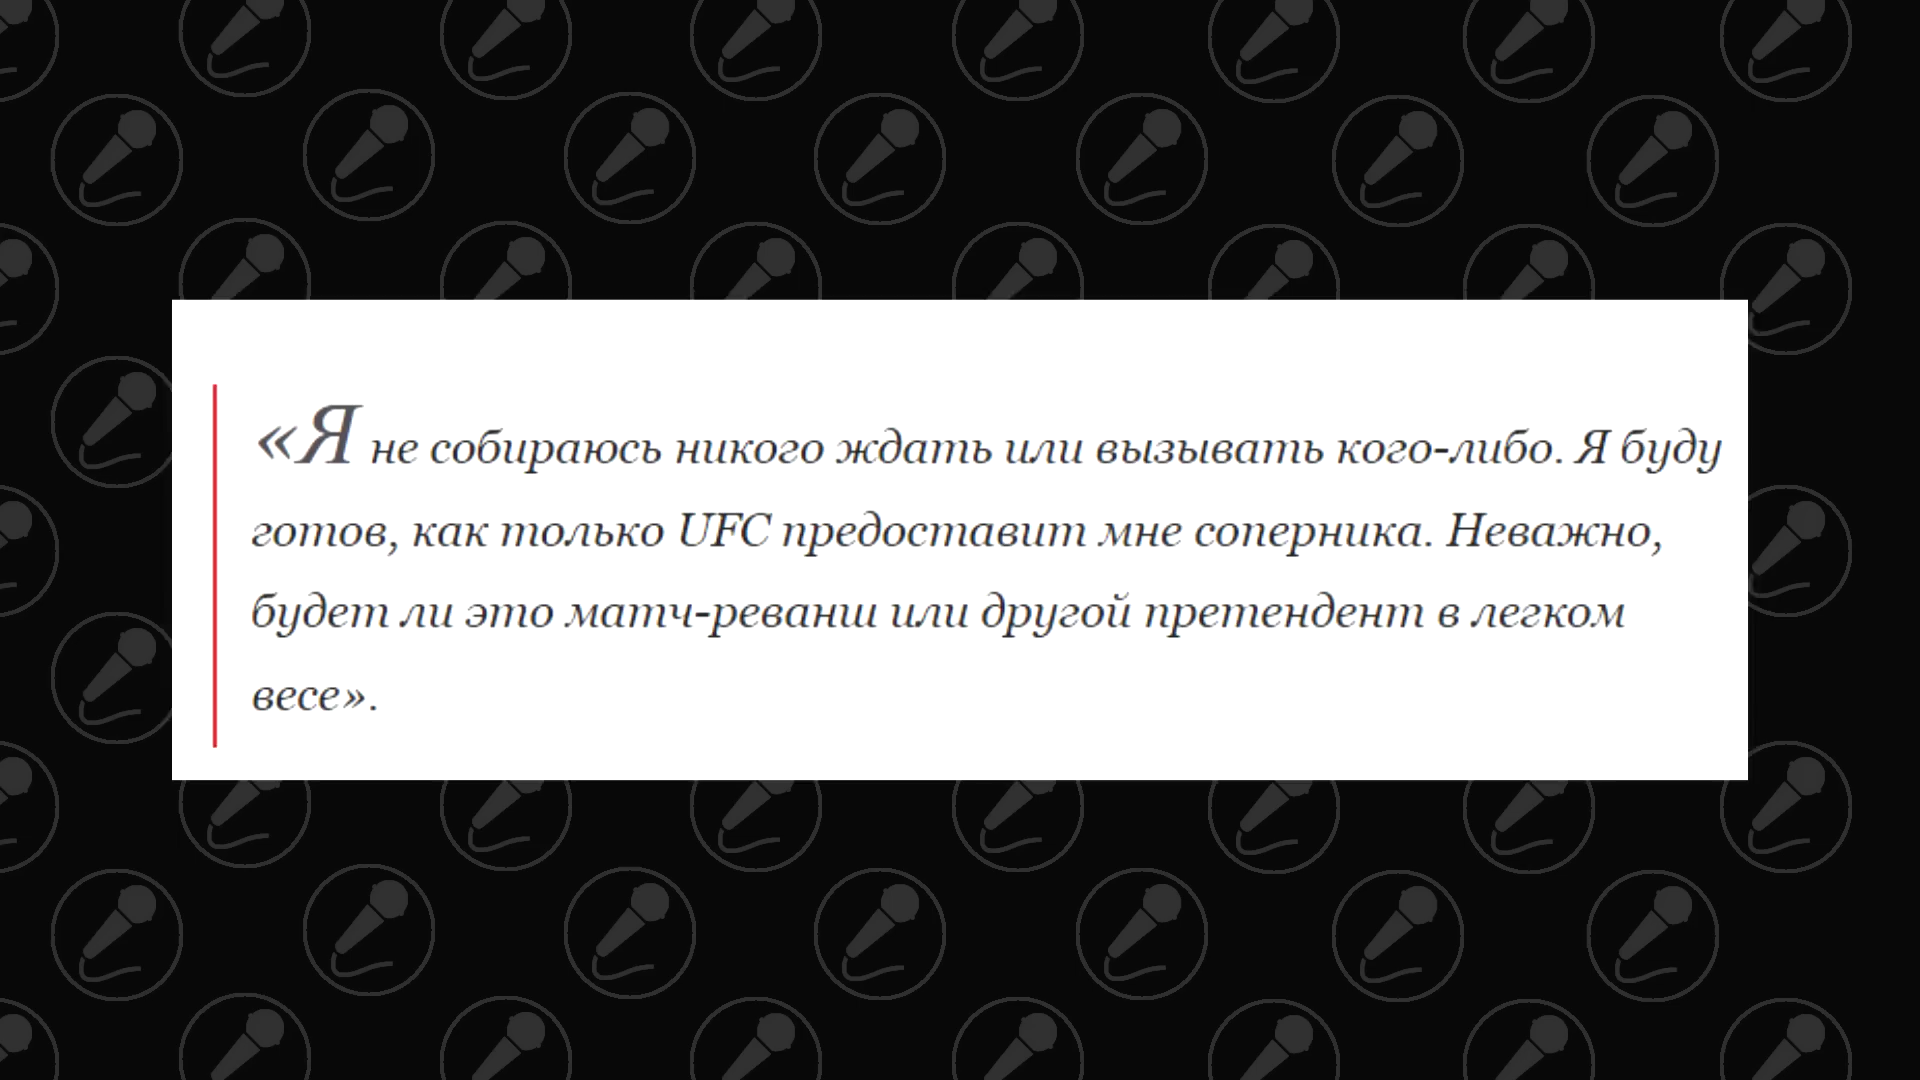 «Я не собираюсь никого ждать или вызывать кого-либо. Я буду
готов, как только UFC предоставит мне соперника. Неважно,
будет ли это матч-реванш или другой претендент в легком
весе».